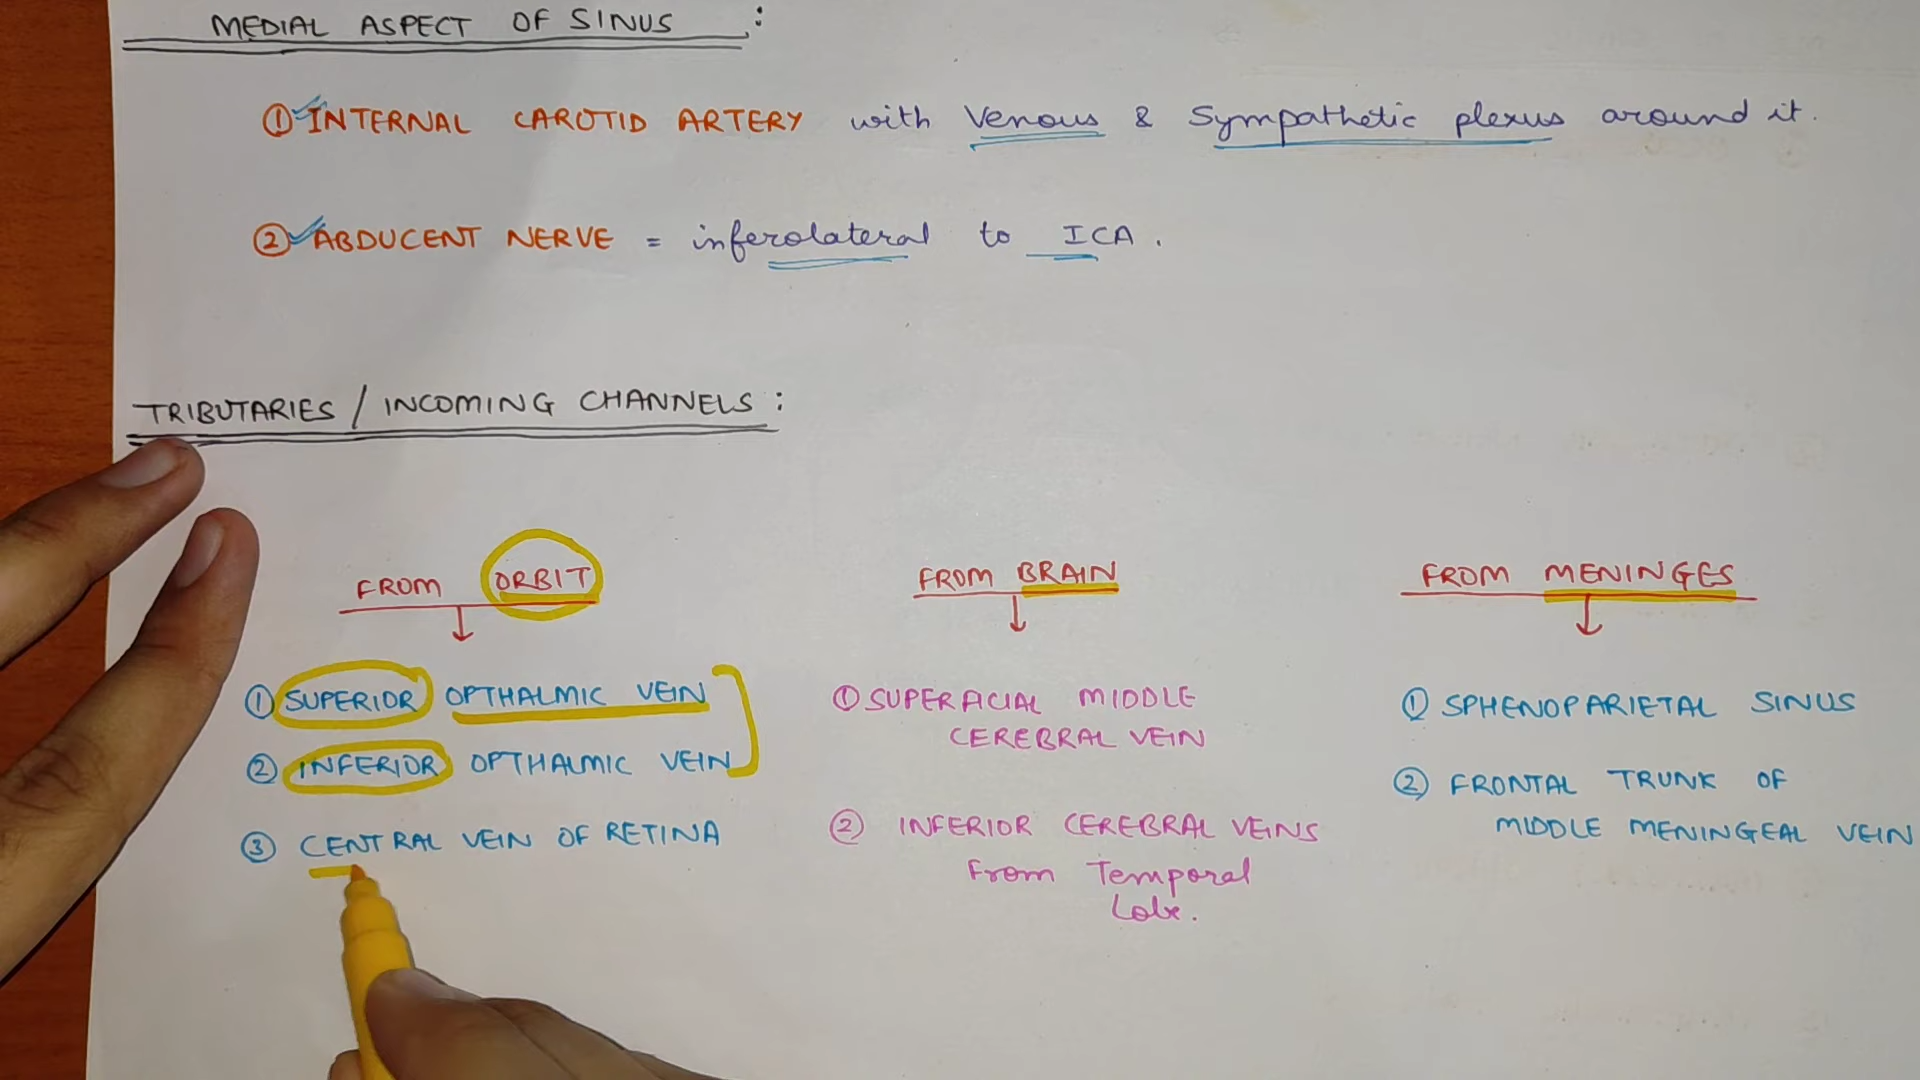 MEDIAL ASPECT OF SINUS :
① INTERNAL CAROTID ARTERY with Venous & Sympathetic plexus around it.
② ABDUCENT NERVE = inferolateral to ICA.
TRIBUTARIES / INCOMING CHANNELS :
FROM ORBIT
① SUPERIOR OPTHALMIC VEIN
② INFERIOR OPTHALMIC VEIN
③ CENTRAL VEIN OF RETINA
FROM BRAIN
① SUPERFACIAL MIDDLE
CEREBRAL VEIN
② INFERIOR CEREBRAL VEINS
From Temporal
Lobe.
FROM MENINGES
① SPHENOPARIETAL SINUS
② FRONTAL TRUNK OF
MIDDLE MENINGEAL VEIN